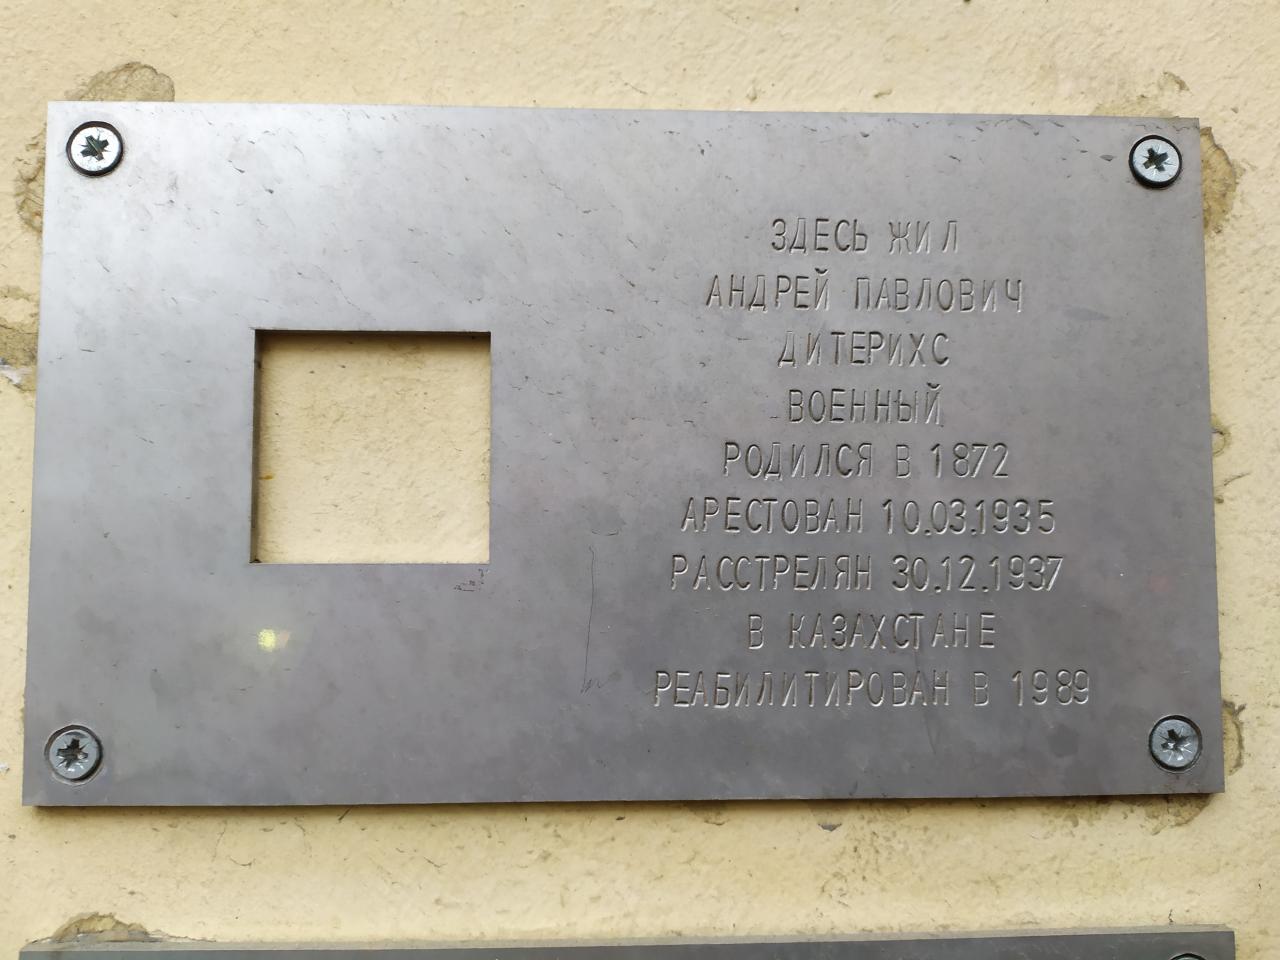 ЗДЕСЬ ЖИЛ
АНДРЕЙ ПАВЛОВИЧ
ДИТЕРИХС
ВОЕННЫЙ
РОДИЛСЯ В 1872
АРЕСТОВАН 10.03.1935
РАССТРЕЛЯН 30.12.1937
В КАЗАХСТАНЕ
РЕАБИЛИТИРОВАН В 1989